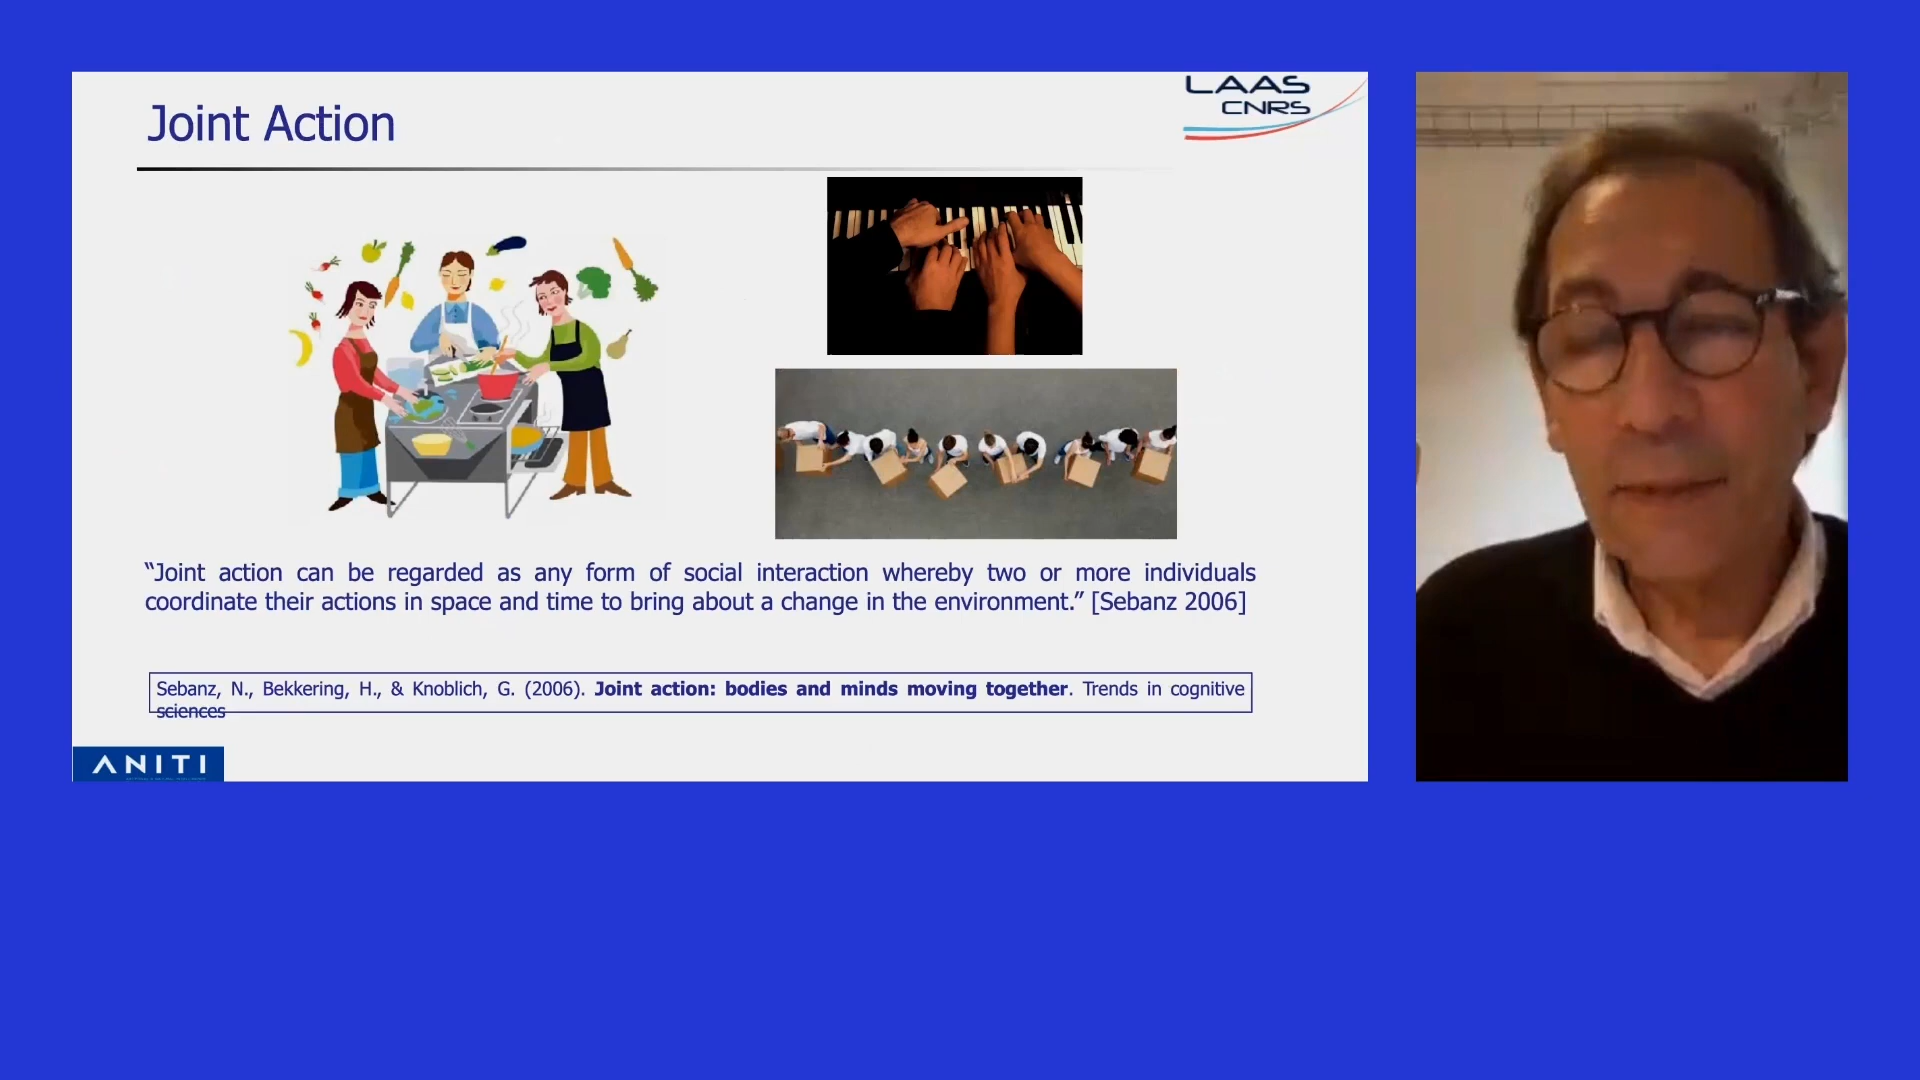 LAAS
CNRS
Joint Action
“Joint action can be regarded as any form of social interaction whereby two or more individuals
coordinate their actions in space and time to bring about a change in the environment.” [Sebanz 2006]
Sebanz, N., Bekkering, H., & Knoblich, G. (2006). Joint action: bodies and minds moving together. Trends in cognitive
sciences
ANITI